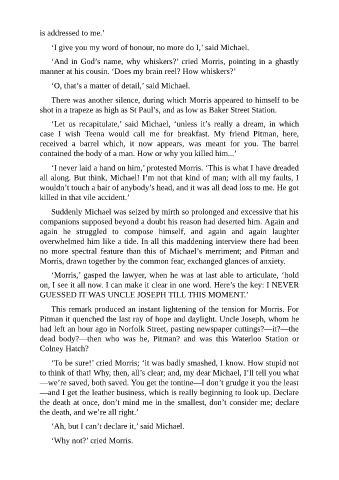 is addressed to me.’
‘I give you my word of honour, no more do I,’ said Michael.
‘And in God’s name, why whiskers?’ cried Morris, pointing in a ghastly
manner at his cousin. ‘Does my brain reel? How whiskers?’
‘O, that’s a matter of detail,’ said Michael.
There was another silence, during which Morris appeared to himself to be
shot in a trapeze as high as St Paul’s, and as low as Baker Street Station.
‘Let us recapitulate,’ said Michael, ‘unless it’s really a dream, in which
case I wish Teena would call me for breakfast. My friend Pitman, here,
received a barrel which, it now appears, was meant for you. The barrel
contained the body of a man. How or why you killed him...’
‘I never laid a hand on him,’ protested Morris. ‘This is what I have dreaded
all along. But think, Michael! I’m not that kind of man; with all my faults, I
wouldn’t touch a hair of anybody’s head, and it was all dead loss to me. He got
killed in that vile accident.’
Suddenly Michael was seized by mirth so prolonged and excessive that his
companions supposed beyond a doubt his reason had deserted him. Again and
again he struggled to compose himself, and again and again laughter
overwhelmed him like a tide. In all this maddening interview there had been
no more spectral feature than this of Michael’s merriment; and Pitman and
Morris, drawn together by the common fear, exchanged glances of anxiety.
‘Morris,’ gasped the lawyer, when he was at last able to articulate, ‘hold
on, I see it all now. I can make it clear in one word. Here’s the key: I NEVER
GUESSED IT WAS UNCLE JOSEPH TILL THIS MOMENT.’
This remark produced an instant lightening of the tension for Morris. For
Pitman it quenched the last ray of hope and daylight. Uncle Joseph, whom he
had left an hour ago in Norfolk Street, pasting newspaper cuttings?—it?—the
dead body?—then who was he, Pitman? and was this Waterloo Station or
Colney Hatch?
‘To be sure!’ cried Morris; ‘it was badly smashed, I know. How stupid not
to think of that! Why, then, all’s clear; and, my dear Michael, I’ll tell you what
—we’re saved, both saved. You get the tontine—I don’t grudge it you the least
—and I get the leather business, which is really beginning to look up. Declare
the death at once, don’t mind me in the smallest, don’t consider me; declare
the death, and we’re all right.’
‘Ah, but I can’t declare it,’ said Michael.
‘Why not?’ cried Morris.